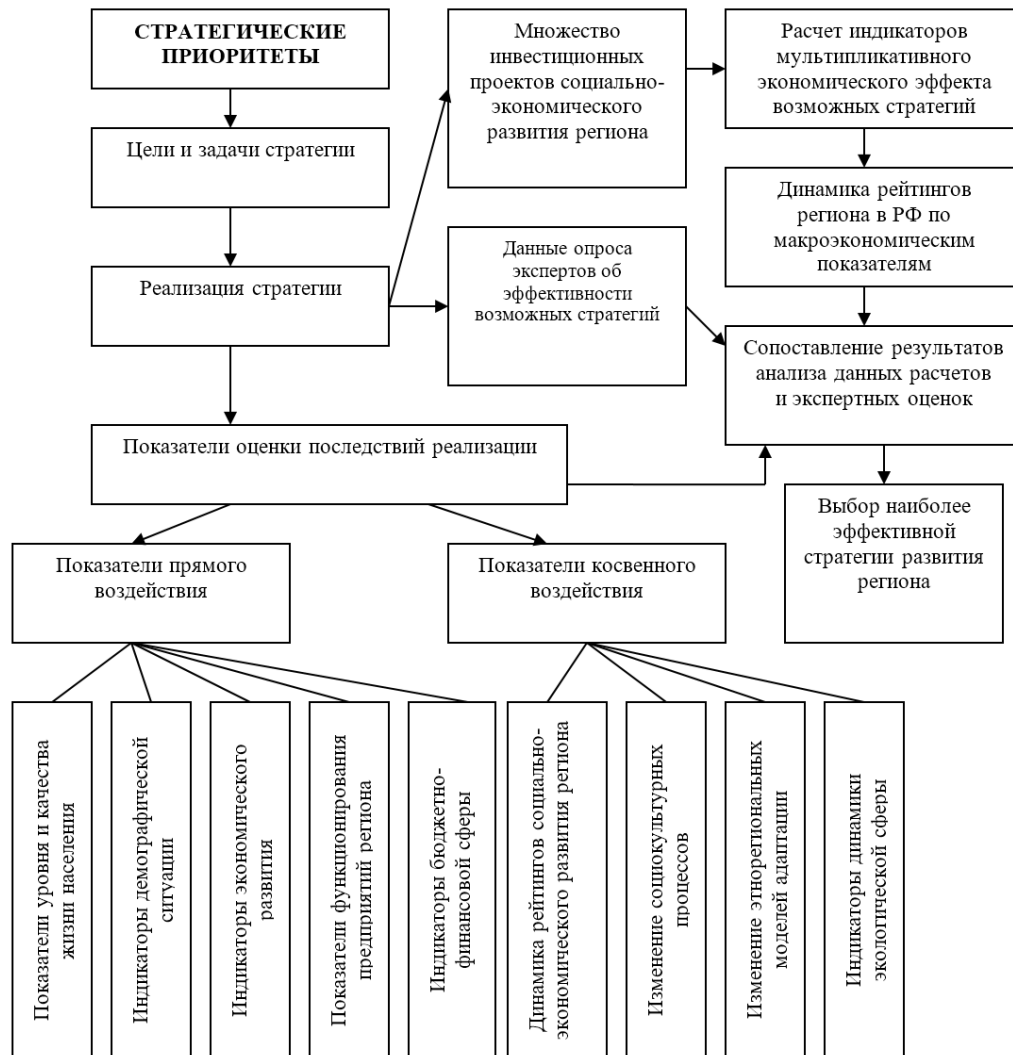 СТРАТЕГИЧЕСКИЕ
ПРИОРИТЕТЫ
Цели и задачи стратегии
Реализация стратегии
Множество
инвестиционных
проектов социально-
экономического
развития региона
Данные опроса
экспертов об
эффективности
возможных стратегий
Расчет индикаторов
мультипликативного
экономического эффекта
возможных стратегий
Динамика рейтингов
региона в РФ по
макроэкономическим
показателям
Сопоставление результатов
анализа данных расчетов
и экспертных оценок
Выбор наиболее
эффективной
стратегии развития
региона
Показатели оценки последствий реализации
Показатели прямого
воздействия
Показатели косвенного
воздействия
Показатели уровня и качества
жизни населения
Индикаторы демографической
ситуации
Индикаторы экономического
развития
Показатели функционирования
предприятий региона
Индикаторы бюджетно-
финансовой сферы
Динамика рейтингов социально-
экономического развития региона
Изменение социокультурных
процессов
Изменение этнорегиональных
моделей адаптации
Индикаторы динамики
экологической сферы